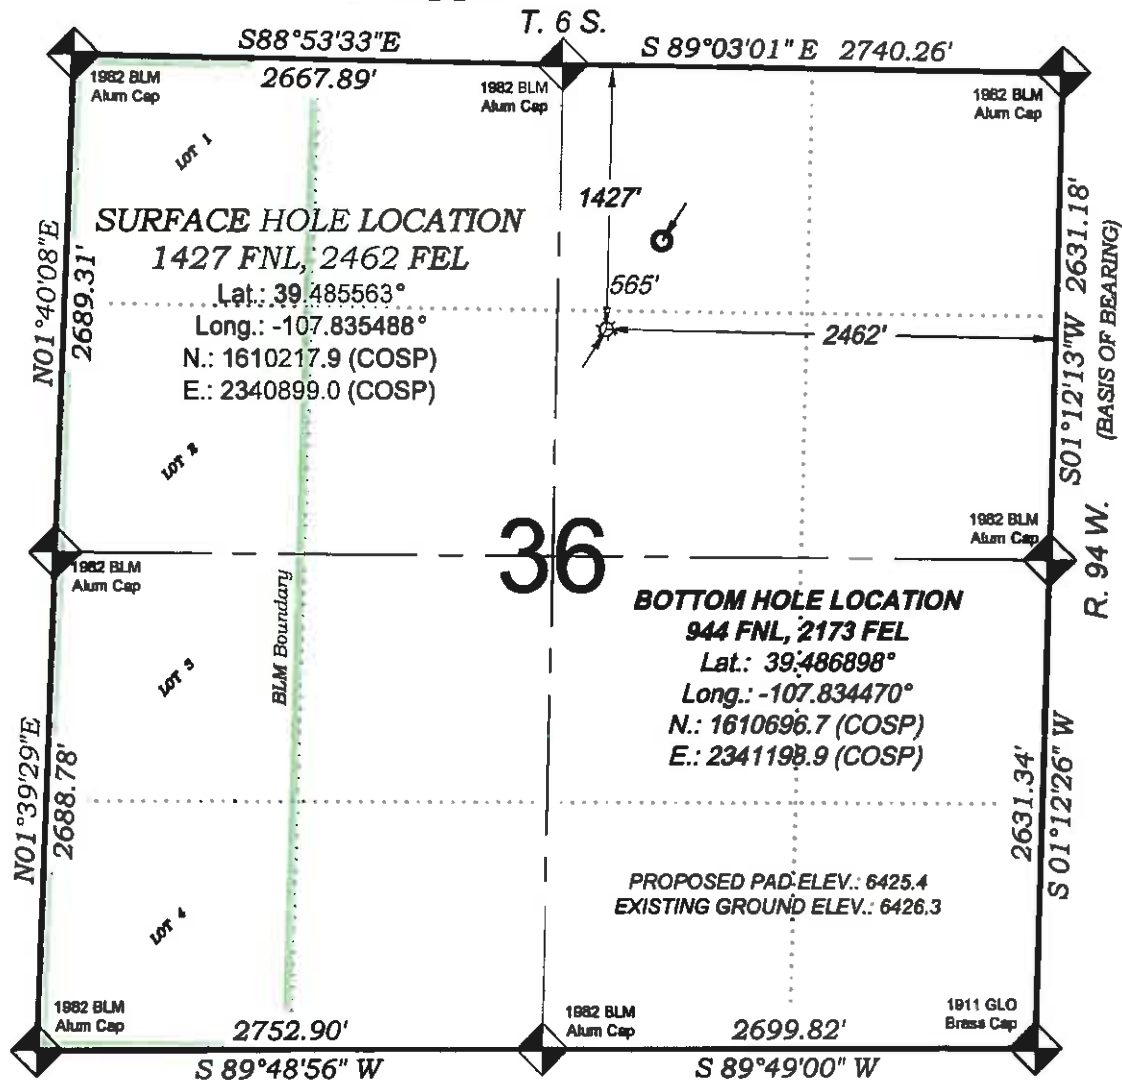 T. 6 S.
S88°53'33"E
2667.89'
S 89°03'01" E 2740.26'
1982 BLM
Alum Cap
1982 BLM
Alum Cap
1982 BLM
Alum Cap
LOT 1
1427'
SURFACE HOLE LOCATION
1427 FNL, 2462 FEL
Lat.: 39.485563°
Long.: -107.835488°
N.: 1610217.9 (COSP)
E.: 2340899.0 (COSP)
565'
2462'
N01°40'08"E
2689.31'
S01°12'13"W 2631.18'
(BASIS OF BEARING)
LOT 2
R. 94 W.
1982 BLM
Alum Cap
36
1982 BLM
Alum Cap
BLM Boundary
BOTTOM HOLE LOCATION
944 FNL, 2173 FEL
Lat.: 39.486898°
Long.: -107.834470°
N.: 1610696.7 (COSP)
E.: 2341198.9 (COSP)
LOT 3
N01°39'29"E
2688.78'
2631.34'
S 01°12'26" W
PROPOSED PAD ELEV.: 6425.4
EXISTING GROUND ELEV.: 6426.3
LOT 4
1982 BLM
Alum Cap
2752.90'
S 89°48'56" W
1982 BLM
Alum Cap
2699.82'
S 89°49'00" W
1911 GLO
Brass Cap